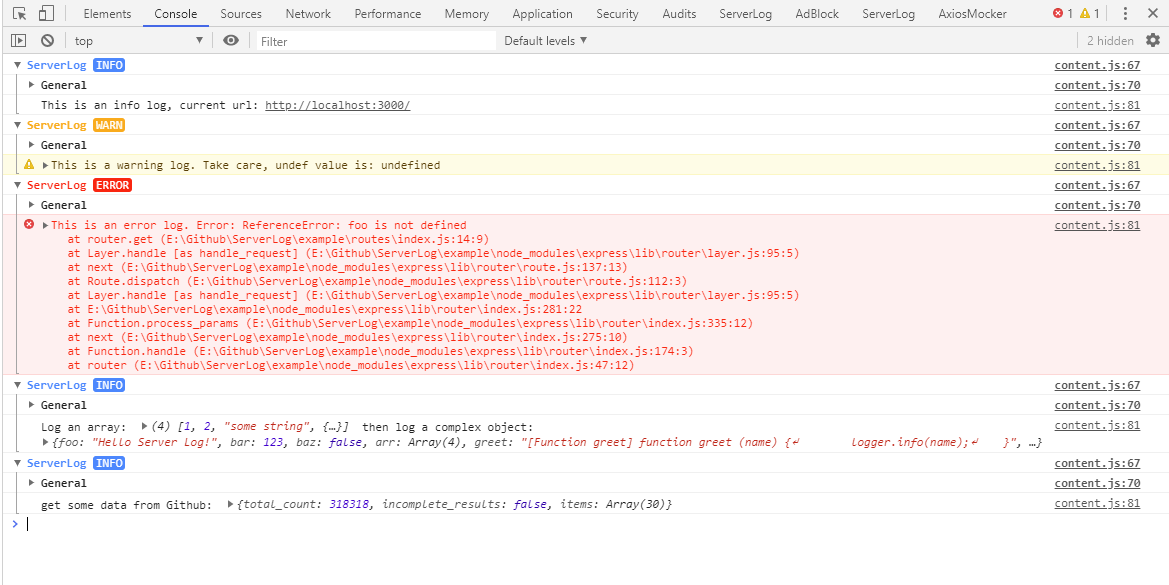 Elements Console Sources Network Performance Memory Application Security Audits ServerLog AdBlock ServerLog AxiosMocker 1 1
top Filter Default levels 2 hidden
ServerLog INFO content.js:67
General content.js:70
This is an info log, current url: http://localhost:3000/ content.js:81
ServerLog WARN content.js:67
General content.js:70
This is a warning log. Take care, undef value is: undefined content.js:81
ServerLog ERROR content.js:67
General content.js:70
This is an error log. Error: ReferenceError: foo is not defined content.js:81
at router.get (E:\Github\ServerLog\example\routes\index.js:14:9)
at Layer.handle [as handle_request] (E:\Github\ServerLog\example\node_modules\express\lib\router\layer.js:95:5)
at next (E:\Github\ServerLog\example\node_modules\express\lib\router\route.js:137:13)
at Route.dispatch (E:\Github\ServerLog\example\node_modules\express\lib\router\route.js:112:3)
at Layer.handle [as handle_request] (E:\Github\ServerLog\example\node_modules\express\lib\router\layer.js:95:5)
at E:\Github\ServerLog\example\node_modules\express\lib\router\index.js:281:22
at Function.process_params (E:\Github\ServerLog\example\node_modules\express\lib\router\index.js:335:12)
at next (E:\Github\ServerLog\example\node_modules\express\lib\router\index.js:275:10)
at Function.handle (E:\Github\ServerLog\example\node_modules\express\lib\router\index.js:174:3)
at router (E:\Github\ServerLog\example\node_modules\express\lib\router\index.js:47:12)
ServerLog INFO content.js:67
General content.js:70
Log an array: (4) [1, 2, "some string", {…}] then log a complex object: content.js:81
{foo: "Hello Server Log!", bar: 123, baz: false, arr: Array(4), greet: "[Function greet] function greet (name) {↵ logger.info(name);↵ }", …}
ServerLog INFO content.js:67
General content.js:70
get some data from Github: {total_count: 318318, incomplete_results: false, items: Array(30)} content.js:81